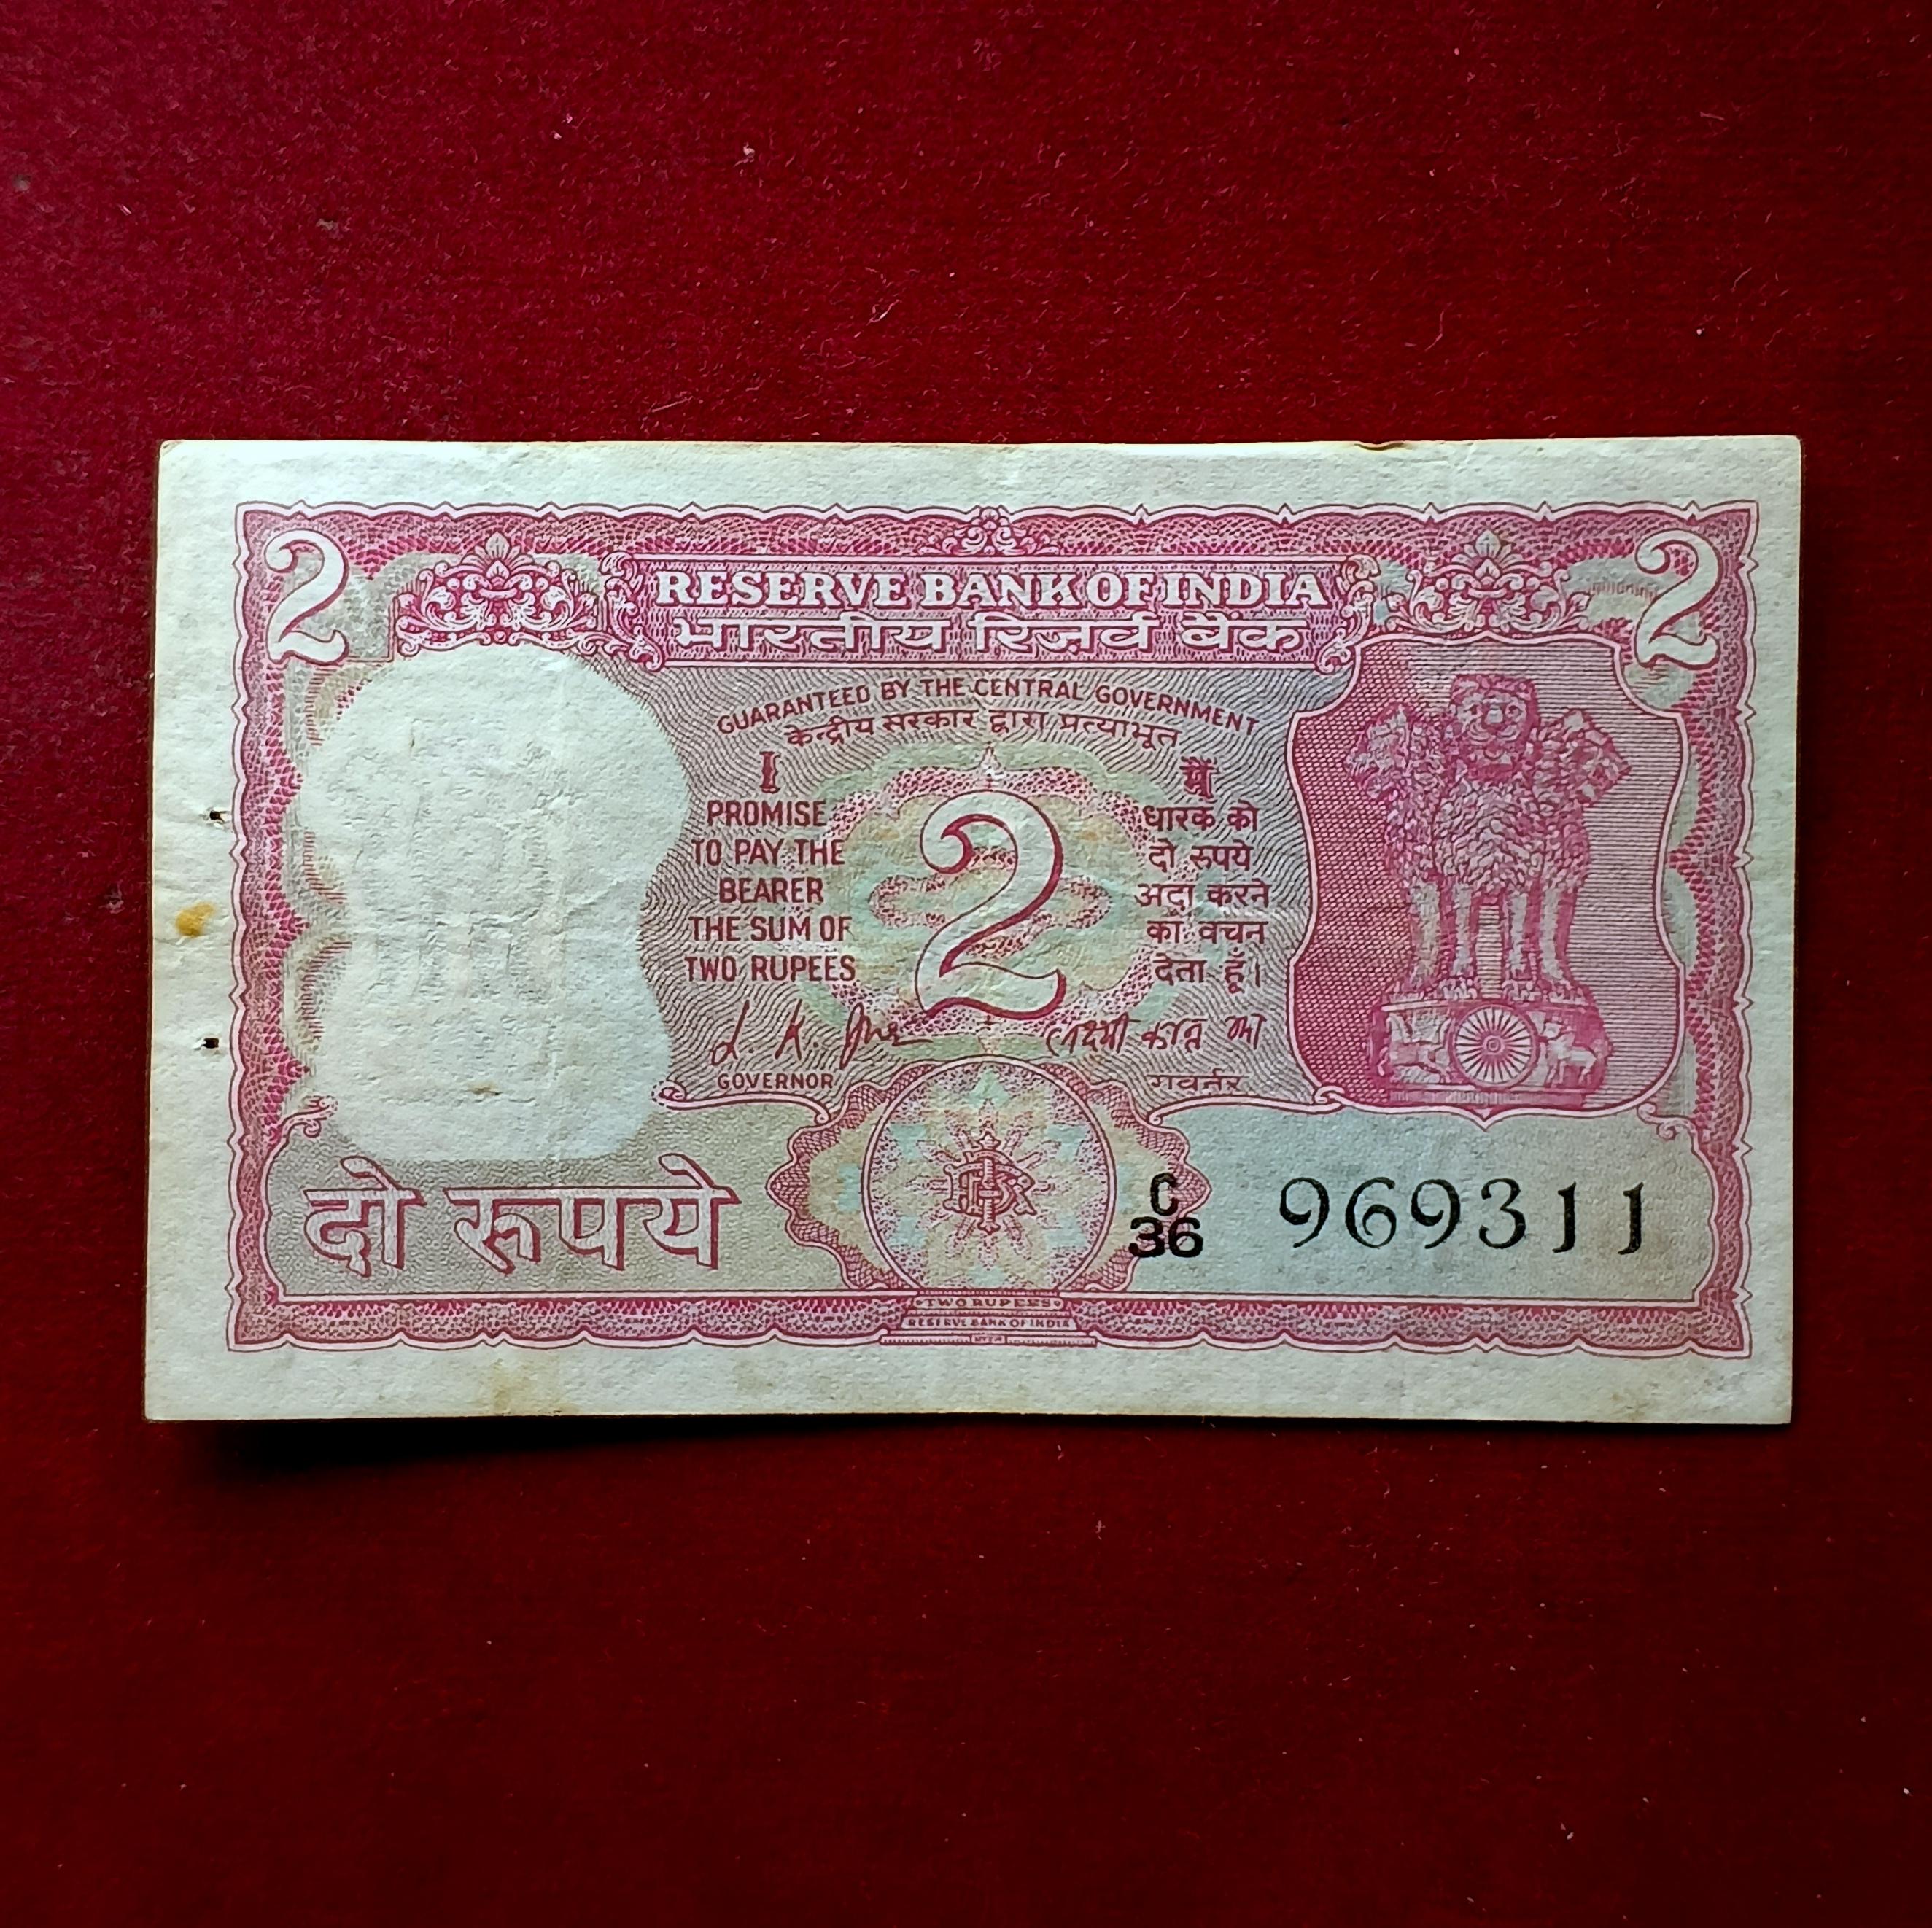 2
2
RESERVE BANK OF INDIA
भारतीय रिज़र्व बैंक
GUARANTEED BY THE CENTRAL GOVERNMENT
केन्द्रीय सरकार द्वारा प्रत्याभूत
I
PROMISE
TO PAY THE
BEARER
THE SUM OF
TWO RUPEES
2
मैं
धारक को
दो रुपये
अदा करने
का वचन
देता हूँ।
L. K. Jha
GOVERNOR
लक्ष्मी कान्त झा
गवर्नर
दो रूपये
C
36
969311
TWO RUPEES
RESERVE BANK OF INDIA